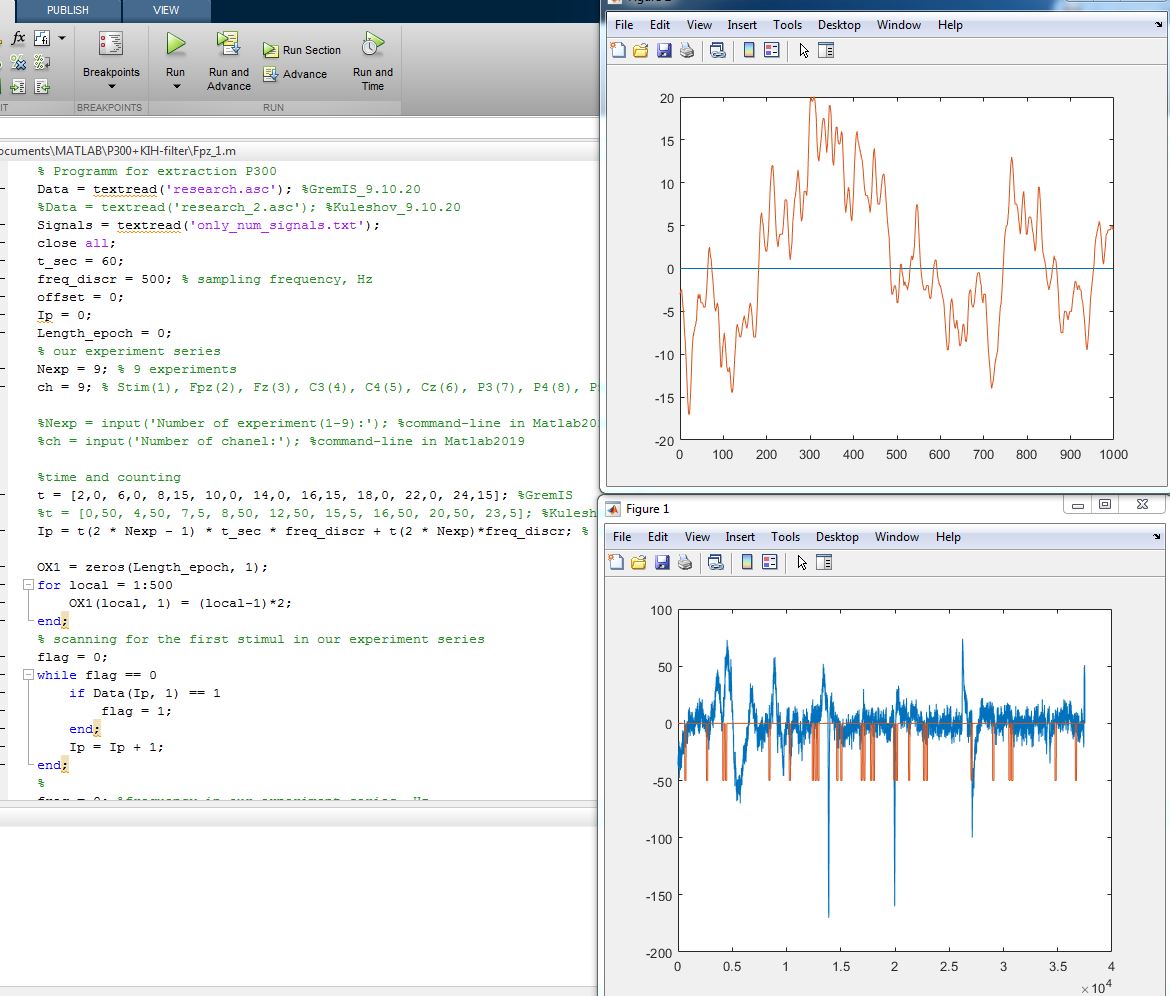 PUBLISH
VIEW
fx
Breakpoints
Run
Run and
Advance
Run Section
Advance
Run and
Time
IT
BREAKPOINTS
RUN
ocuments\MATLAB\P300+KIH-filter\Fpz_1.m
% Programm for extraction P300
Data = textread('research.asc'); %GremIS_9.10.20
%Data = textread('research_2.asc'); %Kuleshov_9.10.20
Signals = textread('only_num_signals.txt');
close all;
t_sec = 60;
freq_discr = 500; % sampling frequency, Hz
offset = 0;
Ip = 0;
Length_epoch = 0;
% our experiment series
Nexp = 9; % 9 experiments
ch = 9; % Stim(1), Fpz(2), Fz(3), C3(4), C4(5), Cz(6), P3(7), P4(8),
%Nexp = input('Number of experiment(1-9):'); %command-line in Matlab20
%ch = input('Number of chanel:'); %command-line in Matlab2019
%time and counting
t = [2,0, 6,0, 8,15, 10,0, 14,0, 16,15, 18,0, 22,0, 24,15]; %GremIS
%t = [0,50, 4,50, 7,5, 8,50, 12,50, 15,5, 16,50, 20,50, 23,5]; %Kulesh
Ip = t(2 * Nexp - 1) * t_sec * freq_discr + t(2 * Nexp)*freq_discr; %
OX1 = zeros(Length_epoch, 1);
for local = 1:500
OX1(local, 1) = (local-1)*2;
end;
% scanning for the first stimul in our experiment series
flag = 0;
while flag == 0
if Data(Ip, 1) == 1
flag = 1;
end;
Ip = Ip + 1;
end;
%
File Edit View Insert Tools Desktop Window Help
20
15
10
5
0
-5
-10
-15
-20
0 100 200 300 400 500 600 700 800 900 1000
Figure 1
File Edit View Insert Tools Desktop Window Help
100
50
0
-50
-100
-150
-200
0 0.5 1 1.5 2 2.5 3 3.5 4
×10^4